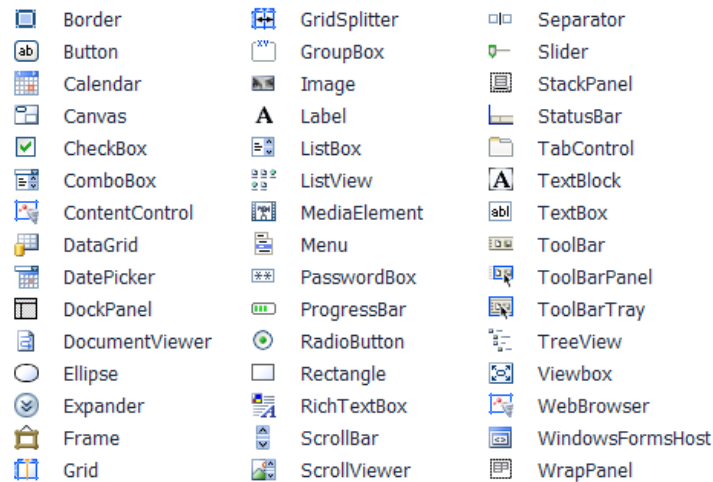 Border
Button
Calendar
Canvas
CheckBox
ComboBox
ContentControl
DataGrid
DatePicker
DockPanel
DocumentViewer
Ellipse
Expander
Frame
Grid
GridSplitter
GroupBox
Image
Label
ListBox
ListView
MediaElement
Menu
PasswordBox
ProgressBar
RadioButton
Rectangle
RichTextBox
ScrollBar
ScrollViewer
Separator
Slider
StackPanel
StatusBar
TabControl
TextBlock
TextBox
ToolBar
ToolBarPanel
ToolBarTray
TreeView
Viewbox
WebBrowser
WindowsFormsHost
WrapPanel